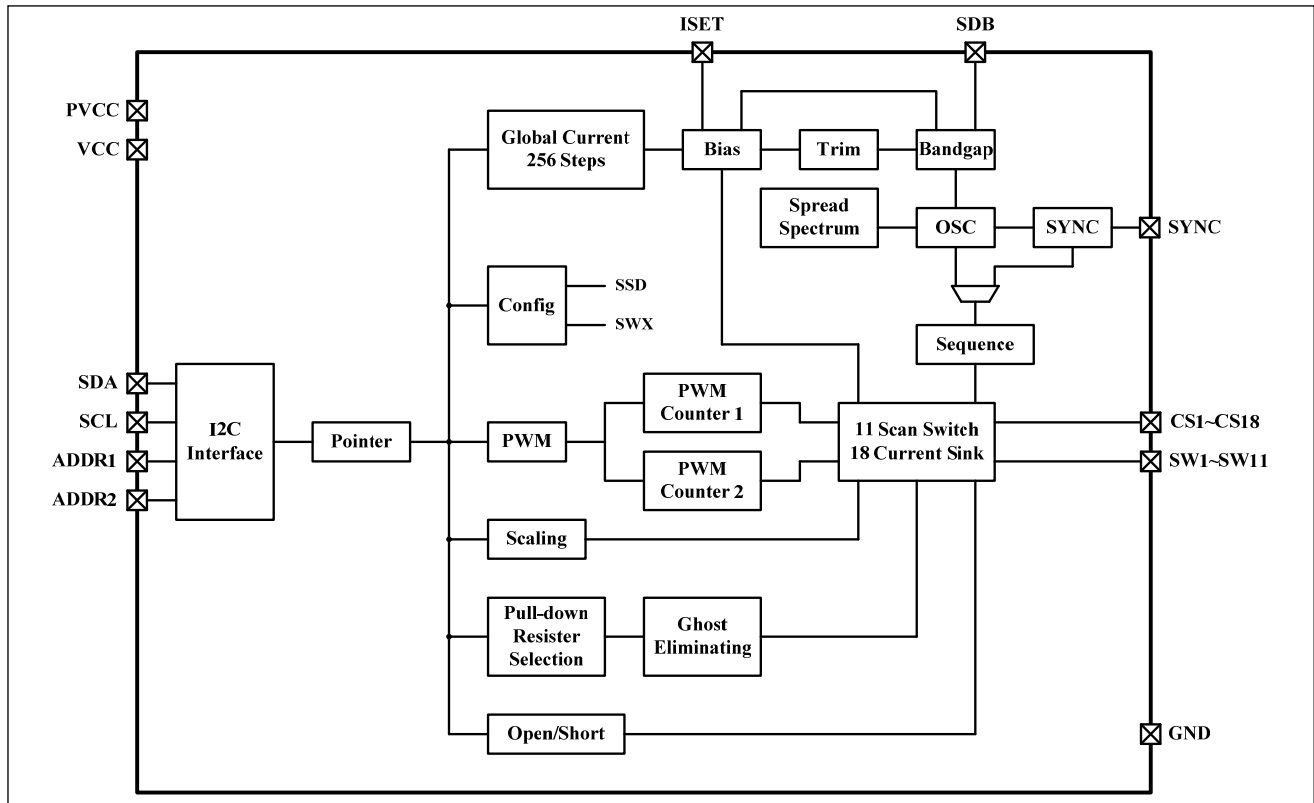 ISET
SDB
PVCC
VCC
Global Current
256 Steps
Bias
Trim
Bandgap
Spread
Spectrum
OSC
SYNC
SYNC
Config
SSD
SWX
Sequence
SDA
SCL
ADDR1
ADDR2
I2C
Interface
Pointer
PWM
PWM
Counter 1
PWM
Counter 2
11 Scan Switch
18 Current Sink
CS1~CS18
SW1~SW11
Scaling
Pull-down
Resister
Selection
Ghost
Eliminating
Open/Short
GND